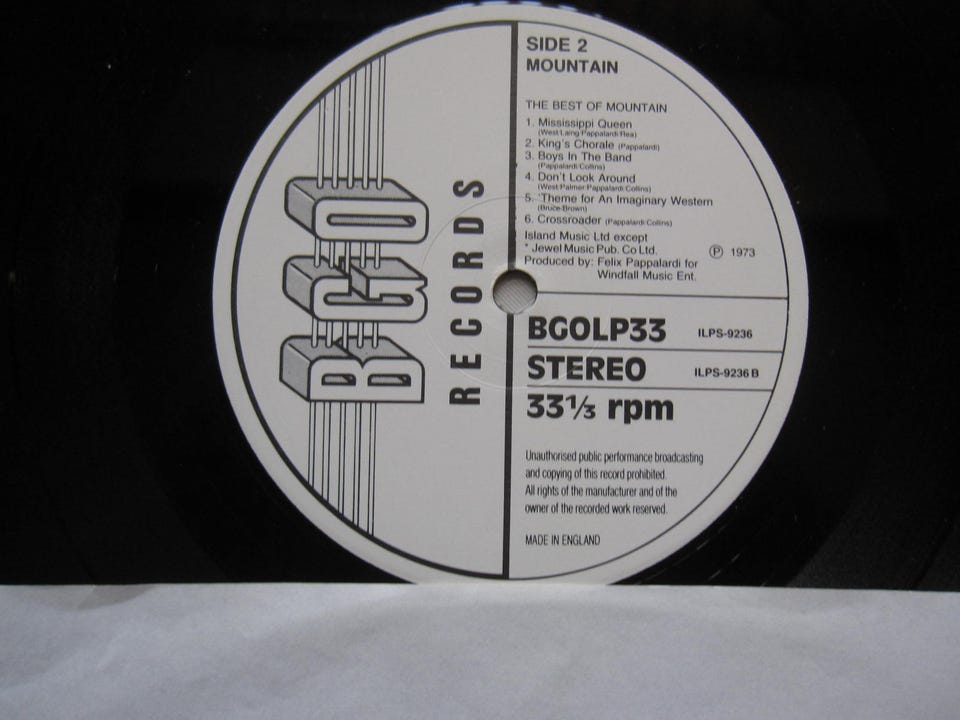 BGO
RECORDS
SIDE 2
MOUNTAIN
THE BEST OF MOUNTAIN
1. Mississippi Queen
(West/Laing/Pappalardi/Rea)
2. King's Chorale (Pappalardi)
3. Boys In The Band
(Pappalardi/Collins)
4. Don't Look Around
(West/Palmer/Pappalardi/Collins)
5. *Theme for An Imaginary Western
(Bruce/Brown)
6. Crossroader (Pappalardi/Collins)
Island Music Ltd except
* Jewel Music Pub. Co Ltd. Ⓟ 1973
Produced by: Felix Pappalardi for
Windfall Music Ent.
BGOLP33 ILPS-9236
STEREO ILPS-9236 B
33⅓ rpm
Unauthorised public performance broadcasting
and copying of this record prohibited.
All rights of the manufacturer and of the
owner of the recorded work reserved.
MADE IN ENGLAND